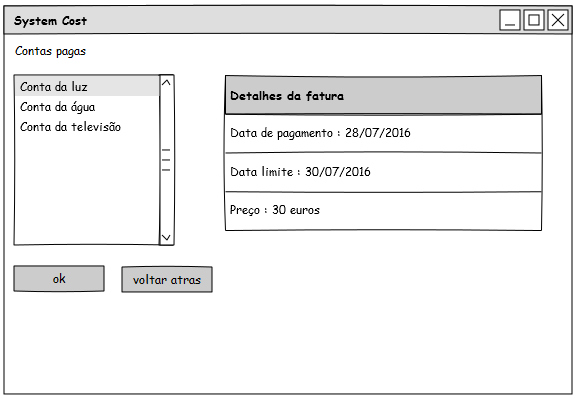 System Cost
Contas pagas
Conta da luz
Conta da água
Conta da televisão
Detalhes da fatura
Data de pagamento : 28/07/2016
Data limite : 30/07/2016
Preço : 30 euros
ok
voltar atras